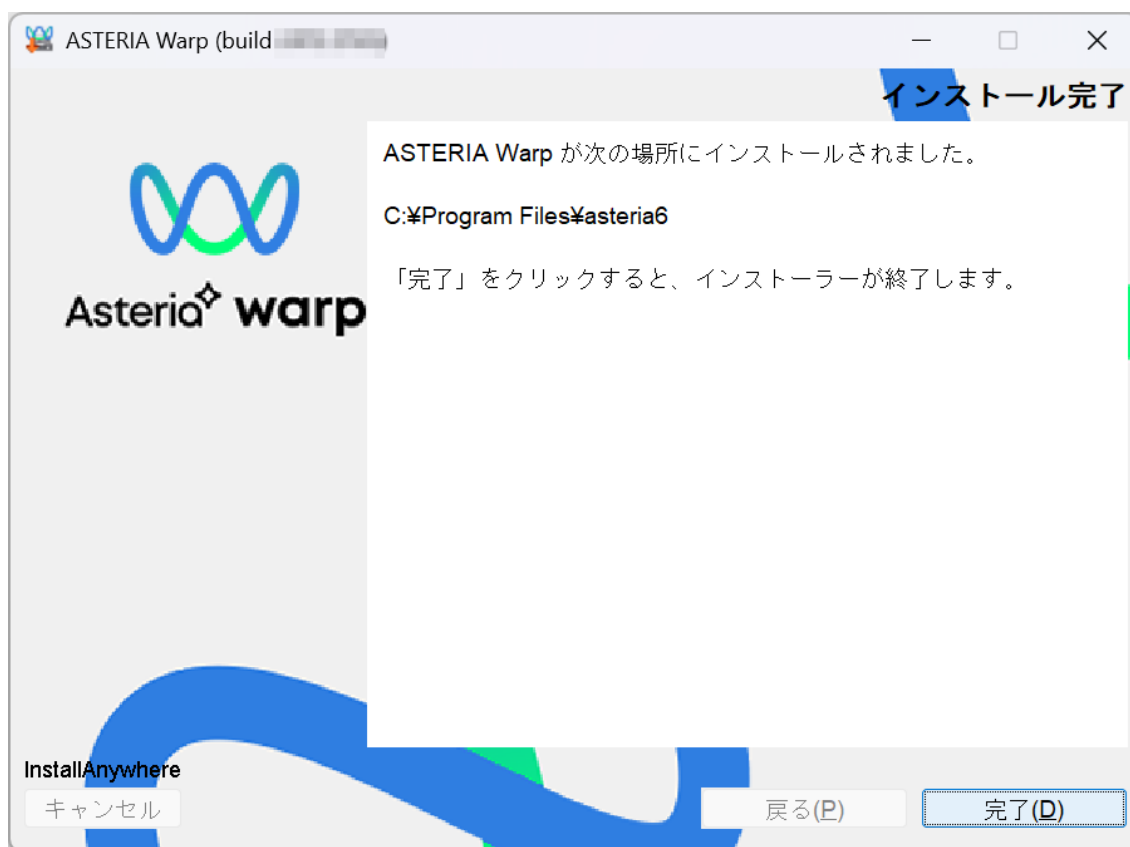 ASTERIA Warp (build
インストール完了
Asteria warp
ASTERIA Warp が次の場所にインストールされました。
C:¥Program Files¥asteria6
「完了」をクリックすると、インストーラーが終了します。
InstallAnywhere
キャンセル
戻る(P)
完了(D)